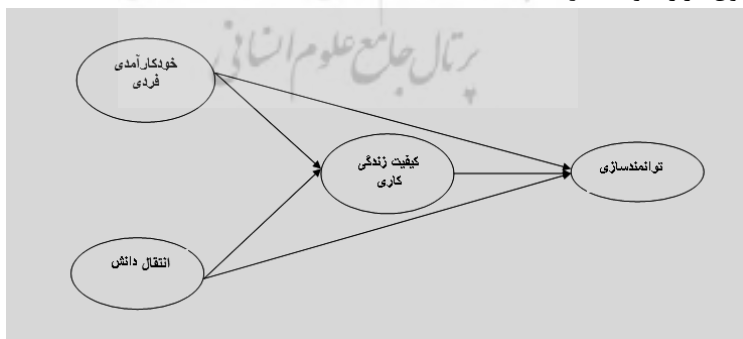 پرتال جامع علوم انسانی
خودکارآمدی
فردی
کیفیت زندگی
کاری
توانمندسازی
انتقال دانش